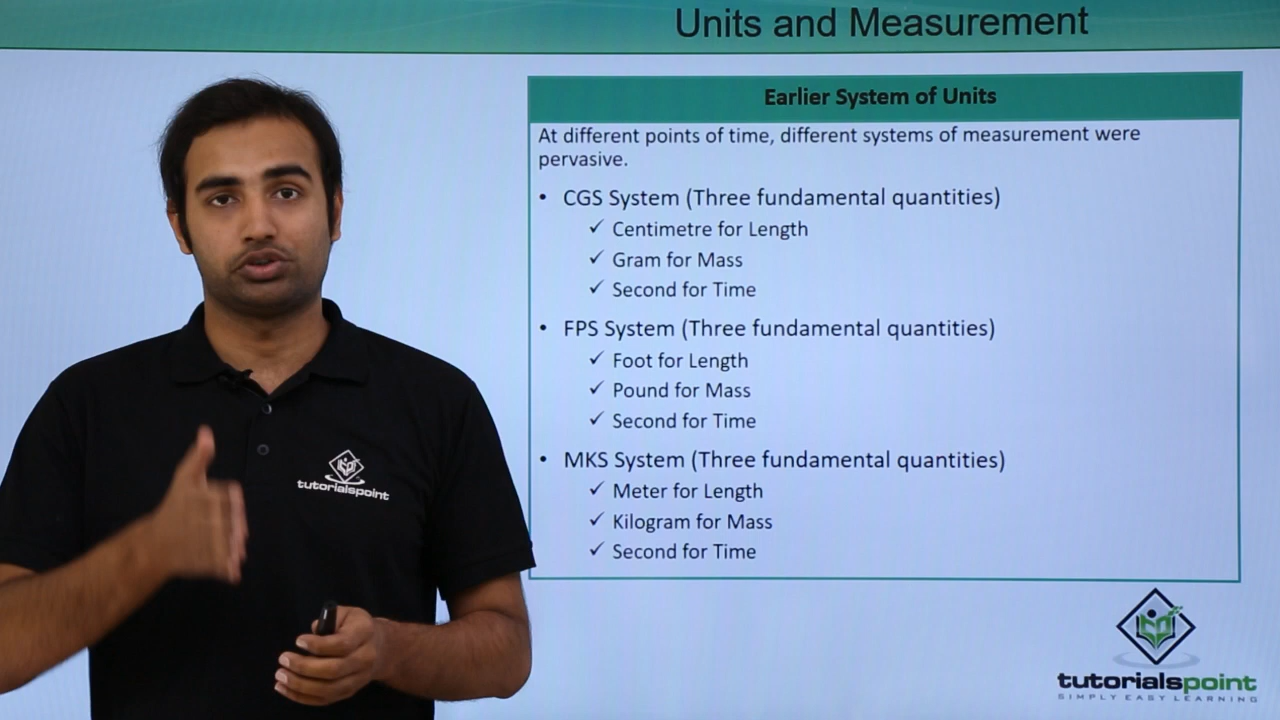 Units and Measurement
Earlier System of Units
At different points of time, different systems of measurement were
pervasive.
• CGS System (Three fundamental quantities)
✓ Centimetre for Length
✓ Gram for Mass
✓ Second for Time
• FPS System (Three fundamental quantities)
✓ Foot for Length
✓ Pound for Mass
✓ Second for Time
• MKS System (Three fundamental quantities)
✓ Meter for Length
✓ Kilogram for Mass
✓ Second for Time
tutorialspoint
tutorialspoint
SIMPLY EASY LEARNING